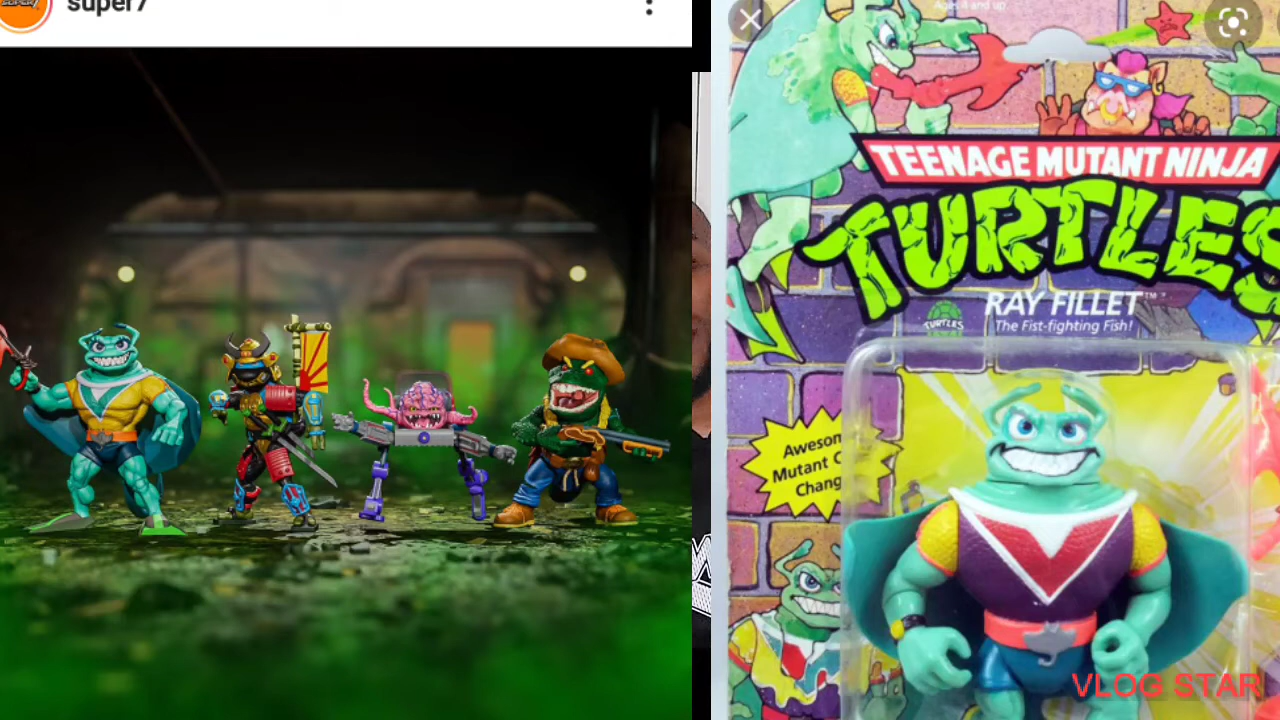 super7
Ages 4 and up.
TEENAGE MUTANT NINJA
TURTLES
RAY FILLET™
The Fist-fighting Fish!
TURTLES
Awesom
Mutant C
Chang
VLOG STAR